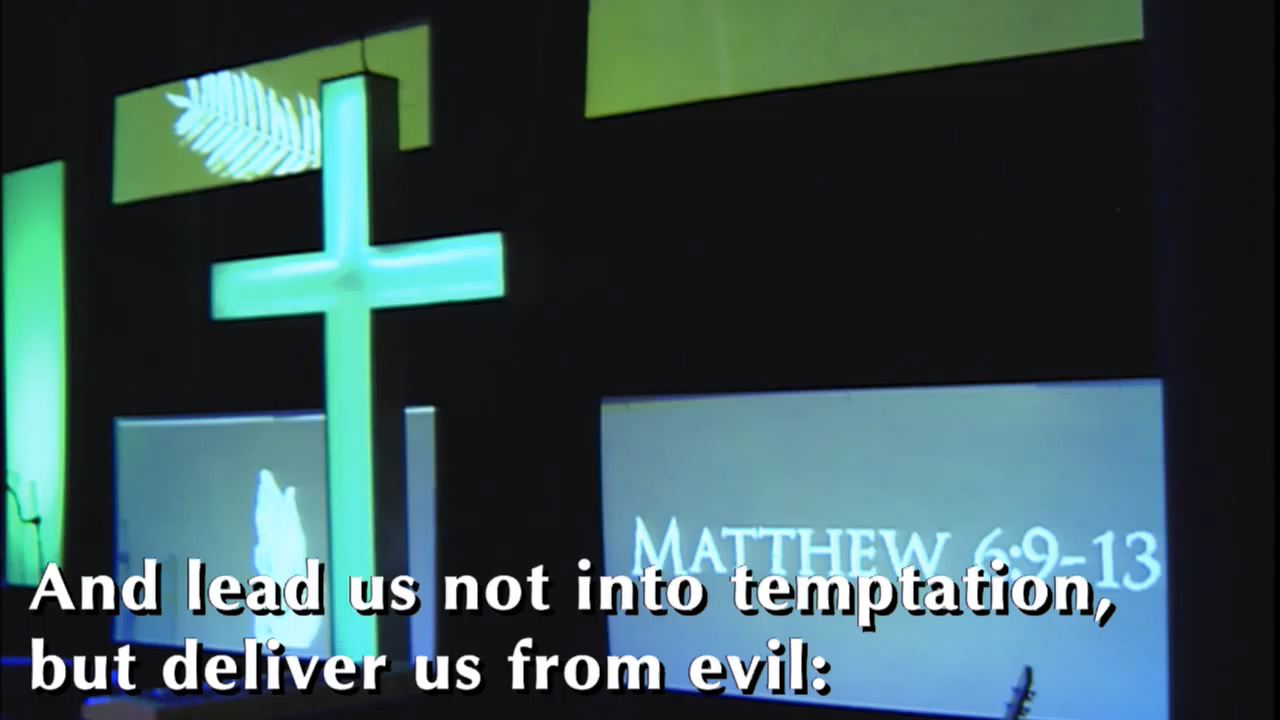 MATTHEW 6:9-13
And lead us not into temptation,
but deliver us from evil: